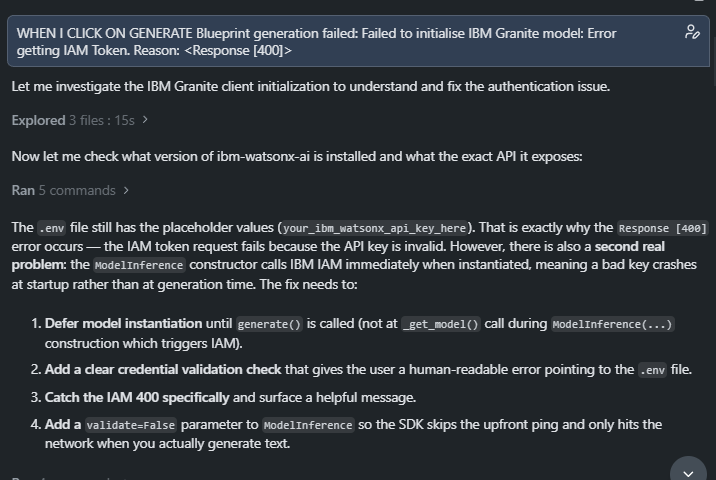 WHEN I CLICK ON GENERATE Blueprint generation failed: Failed to initialise IBM Granite model: Error
getting IAM Token. Reason: <Response [400]>
Let me investigate the IBM Granite client initialization to understand and fix the authentication issue.
Explored 3 files : 15s >
Now let me check what version of ibm-watsonx-ai is installed and what the exact API it exposes:
Ran 5 commands >
The .env file still has the placeholder values (your_ibm_watsonx_api_key_here). That is exactly why the Response [400]
error occurs — the IAM token request fails because the API key is invalid. However, there is also a second real
problem: the ModelInference constructor calls IBM IAM immediately when instantiated, meaning a bad key crashes
at startup rather than at generation time. The fix needs to:
1. Defer model instantiation until generate() is called (not at _get_model() call during ModelInference(...)
construction which triggers IAM).
2. Add a clear credential validation check that gives the user a human-readable error pointing to the .env file.
3. Catch the IAM 400 specifically and surface a helpful message.
4. Add a validate=False parameter to ModelInference so the SDK skips the upfront ping and only hits the
network when you actually generate text.